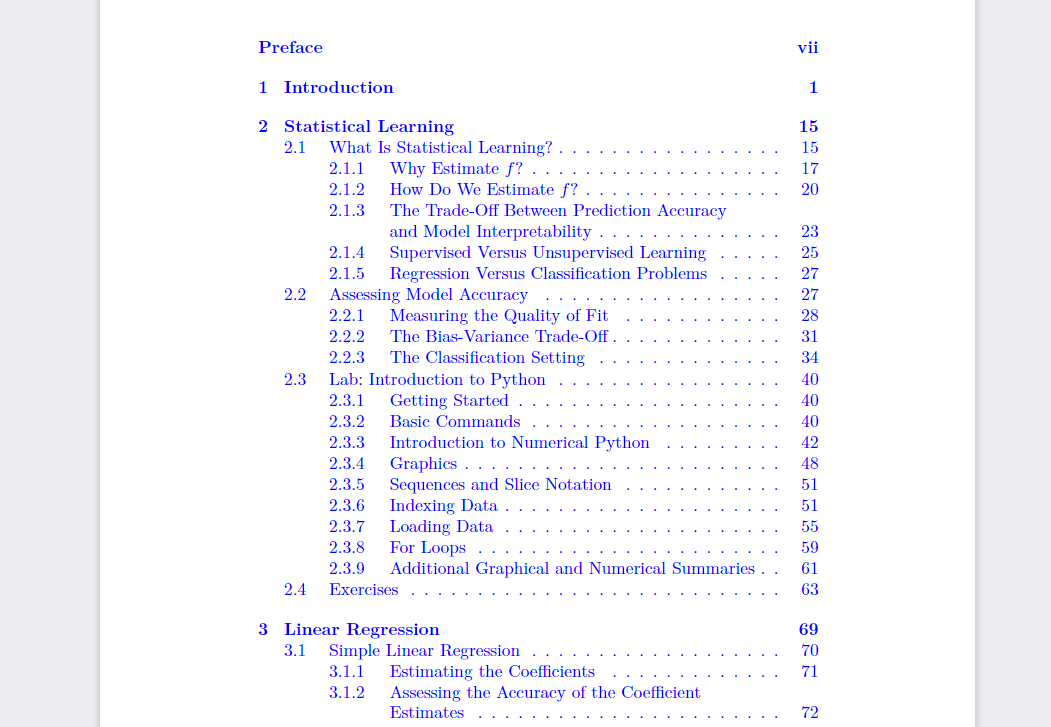 Preface vii
1 Introduction 1
2 Statistical Learning 15
2.1 What Is Statistical Learning? . . . . . . . . . . . . . . . . . 15
2.1.1 Why Estimate f? . . . . . . . . . . . . . . . . . . . 17
2.1.2 How Do We Estimate f? . . . . . . . . . . . . . . . 20
2.1.3 The Trade-Off Between Prediction Accuracy
and Model Interpretability . . . . . . . . . . . . . . 23
2.1.4 Supervised Versus Unsupervised Learning . . . . . 25
2.1.5 Regression Versus Classification Problems . . . . . 27
2.2 Assessing Model Accuracy . . . . . . . . . . . . . . . . . . 27
2.2.1 Measuring the Quality of Fit . . . . . . . . . . . . 28
2.2.2 The Bias-Variance Trade-Off . . . . . . . . . . . . . 31
2.2.3 The Classification Setting . . . . . . . . . . . . . . 34
2.3 Lab: Introduction to Python . . . . . . . . . . . . . . . . . 40
2.3.1 Getting Started . . . . . . . . . . . . . . . . . . . . 40
2.3.2 Basic Commands . . . . . . . . . . . . . . . . . . . 40
2.3.3 Introduction to Numerical Python . . . . . . . . . 42
2.3.4 Graphics . . . . . . . . . . . . . . . . . . . . . . . . 48
2.3.5 Sequences and Slice Notation . . . . . . . . . . . . 51
2.3.6 Indexing Data . . . . . . . . . . . . . . . . . . . . . 51
2.3.7 Loading Data . . . . . . . . . . . . . . . . . . . . . 55
2.3.8 For Loops . . . . . . . . . . . . . . . . . . . . . . . 59
2.3.9 Additional Graphical and Numerical Summaries . . 61
2.4 Exercises . . . . . . . . . . . . . . . . . . . . . . . . . . . . 63
3 Linear Regression 69
3.1 Simple Linear Regression . . . . . . . . . . . . . . . . . . . 70
3.1.1 Estimating the Coefficients . . . . . . . . . . . . . 71
3.1.2 Assessing the Accuracy of the Coefficient
Estimates . . . . . . . . . . . . . . . . . . . . . . . 72